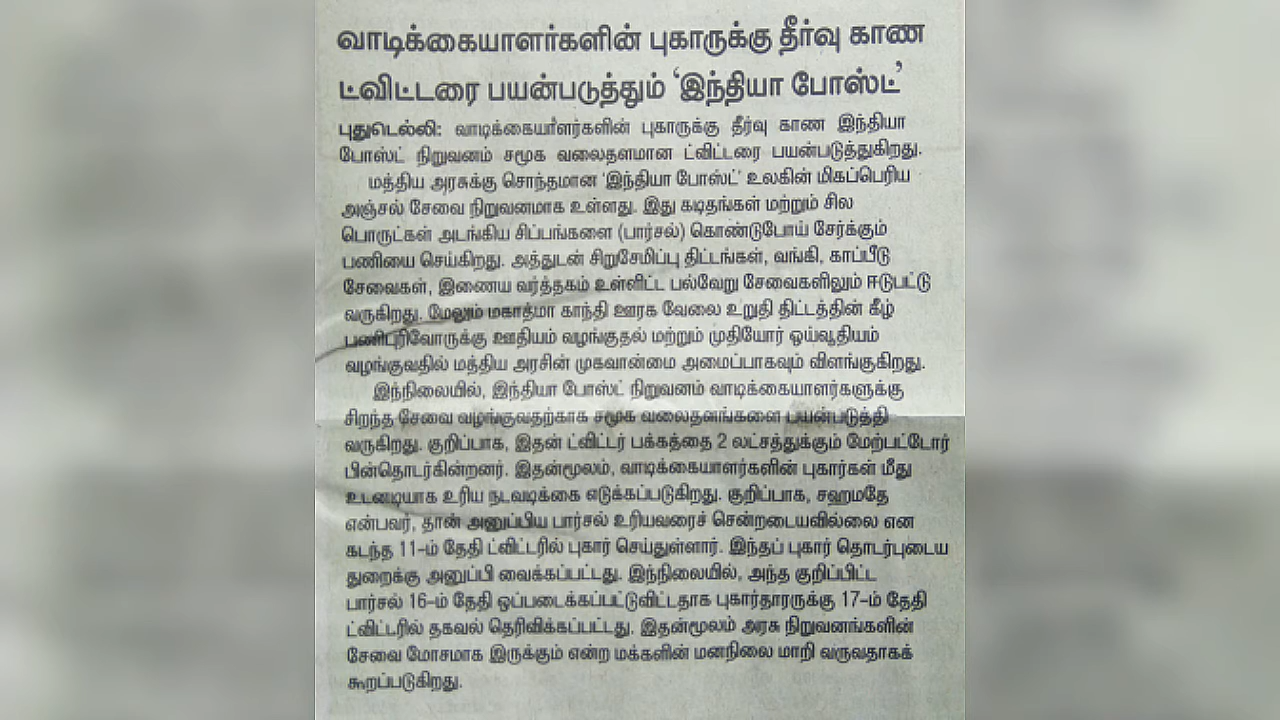 வாடிக்கையாளர்களின் புகாருக்கு தீர்வு காண
ட்விட்டரை பயன்படுத்தும் ‘இந்தியா போஸ்ட்’
புதுடெல்லி: வாடிக்கையாளர்களின் புகாருக்கு தீர்வு காண இந்தியா
போஸ்ட் நிறுவனம் சமூக வலைதளமான ட்விட்டரை பயன்படுத்துகிறது.
மத்திய அரசுக்கு சொந்தமான ‘இந்தியா போஸ்ட்’ உலகின் மிகப்பெரிய
அஞ்சல் சேவை நிறுவனமாக உள்ளது. இது கடிதங்கள் மற்றும் சில
பொருட்கள் அடங்கிய சிப்பங்களை (பார்சல்) கொண்டுபோய் சேர்க்கும்
பணியை செய்கிறது. அத்துடன் சிறுசேமிப்பு திட்டங்கள், வங்கி, காப்பீடு
சேவைகள், இணைய வர்த்தகம் உள்ளிட்ட பல்வேறு சேவைகளிலும் ஈடுபட்டு
வருகிறது. மேலும் மகாத்மா காந்தி ஊரக வேலை உறுதி திட்டத்தின் கீழ்
பணிபுரிவோருக்கு ஊதியம் வழங்குதல் மற்றும் முதியோர் ஒய்வூதியம்
வழங்குவதில் மத்திய அரசின் முகவாண்மை அமைப்பாகவும் விளங்குகிறது.
இந்நிலையில், இந்தியா போஸ்ட் நிறுவனம் வாடிக்கையாளர்களுக்கு
சிறந்த சேவை வழங்குவதற்காக சமூக வலைதளங்களை பயன்படுத்தி
வருகிறது. குறிப்பாக, இதன் ட்விட்டர் பக்கத்தை 2 லட்சத்துக்கும் மேற்பட்டோர்
பின்தொடர்கின்றனர். இதன்மூலம், வாடிக்கையாளர்களின் புகார்கள் மீது
உடனடியாக உரிய நடவடிக்கை எடுக்கப்படுகிறது. குறிப்பாக, சஹமதே
என்பவர், தான் அனுப்பிய பார்சல் உரியவரைச் சென்றடையவில்லை என
கடந்த 11-ம் தேதி ட்விட்டரில் புகார் செய்துள்ளார். இந்தப் புகார் தொடர்புடைய
துறைக்கு அனுப்பி வைக்கப்பட்டது. இந்நிலையில், அந்த குறிப்பிட்ட
பார்சல் 16-ம் தேதி ஒப்படைக்கப்பட்டுவிட்டதாக புகார்தாரருக்கு 17-ம் தேதி
ட்விட்டரில் தகவல் தெரிவிக்கப்பட்டது. இதன்மூலம் அரசு நிறுவனங்களின்
சேவை மோசமாக இருக்கும் என்ற மக்களின் மனநிலை மாறி வருவதாகக்
கூறப்படுகிறது.